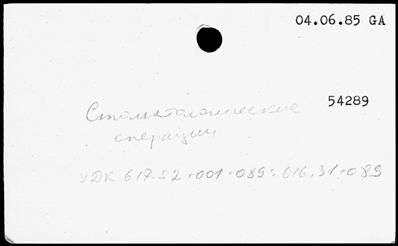 04.06.85 GA
54289
Стоматологические
операции
УДК 617.52-001-089:616.31-089